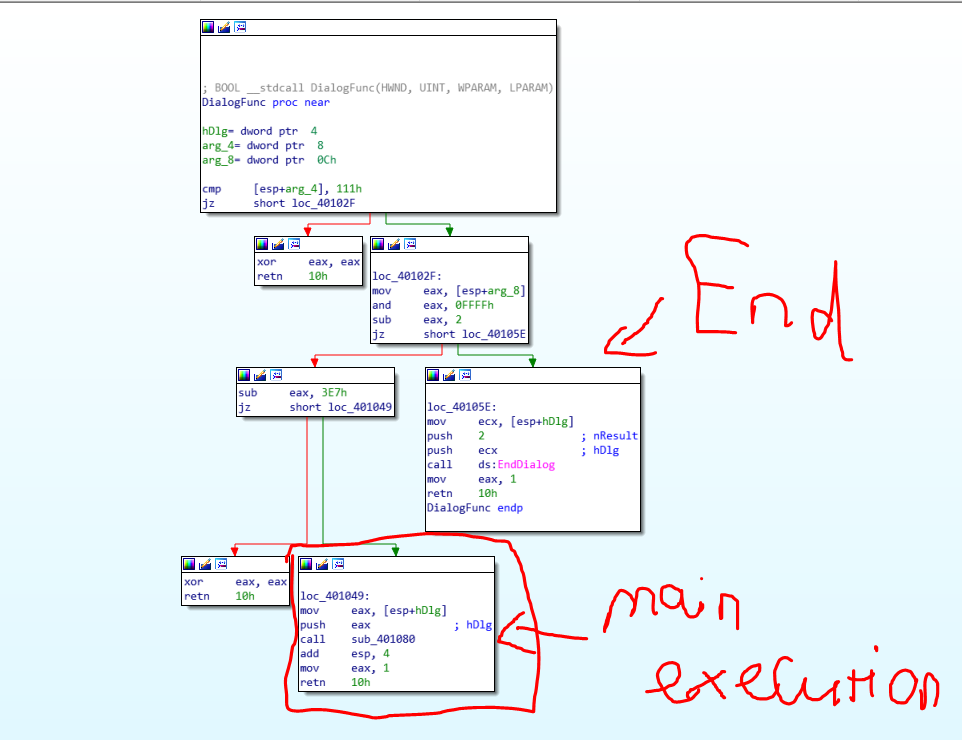 ; BOOL __stdcall DialogFunc(HWND, UINT, WPARAM, LPARAM)
DialogFunc proc near
hDlg= dword ptr  4
arg_4= dword ptr  8
arg_8= dword ptr  0Ch
cmp     [esp+arg_4], 111h
jz      short loc_40102F
xor     eax, eax
retn    10h
loc_40102F:
mov     eax, [esp+arg_8]
and     eax, 0FFFFh
sub     eax, 2
jz      short loc_40105E
End
sub     eax, 3E7h
jz      short loc_401049
loc_40105E:
mov     ecx, [esp+hDlg]
push    2               ; nResult
push    ecx             ; hDlg
call    ds:EndDialog
mov     eax, 1
retn    10h
DialogFunc endp
xor     eax, eax
retn    10h
loc_401049:
mov     eax, [esp+hDlg]
push    eax             ; hDlg
call    sub_401080
add     esp, 4
mov     eax, 1
retn    10h
main
execution